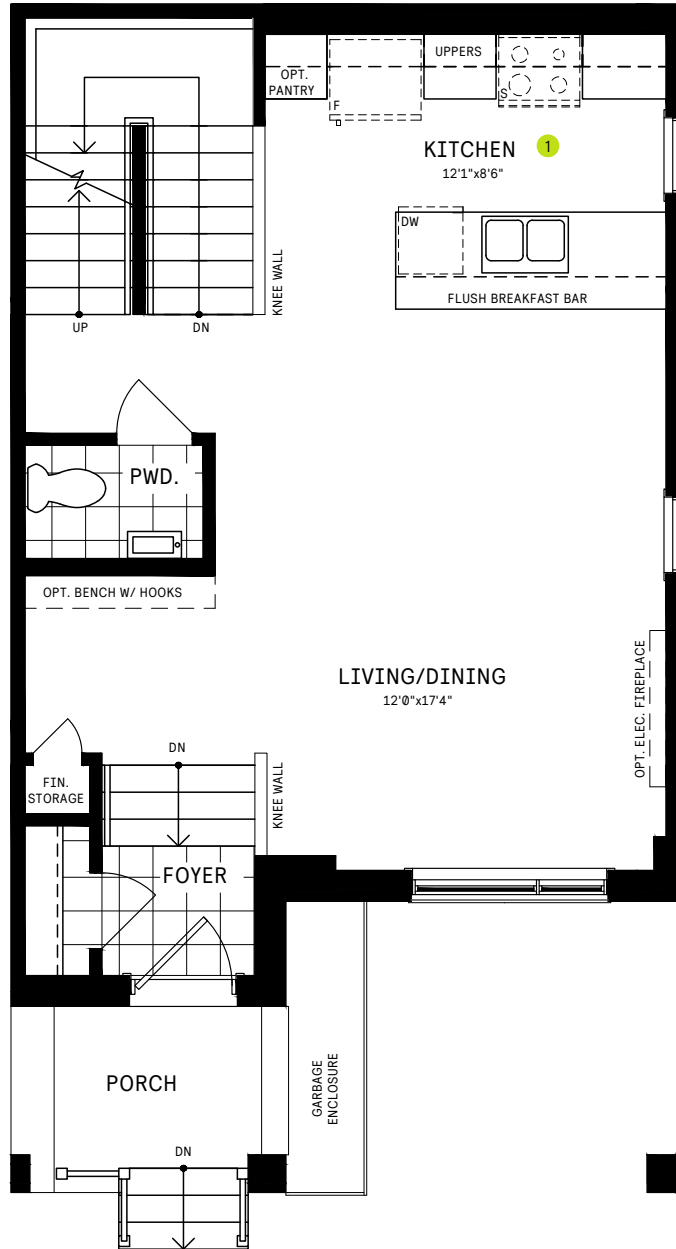 UPPERS
OPT.
PANTRY
F
S
KITCHEN 1
12'1"x8'6"
DW
KNEE WALL
FLUSH BREAKFAST BAR
UP
DN
PWD.
OPT. BENCH W/ HOOKS
LIVING/DINING
12'0"x17'4"
OPT. ELEC. FIREPLACE
DN
FIN.
STORAGE
KNEE WALL
FOYER
PORCH
GARBAGE
ENCLOSURE
DN